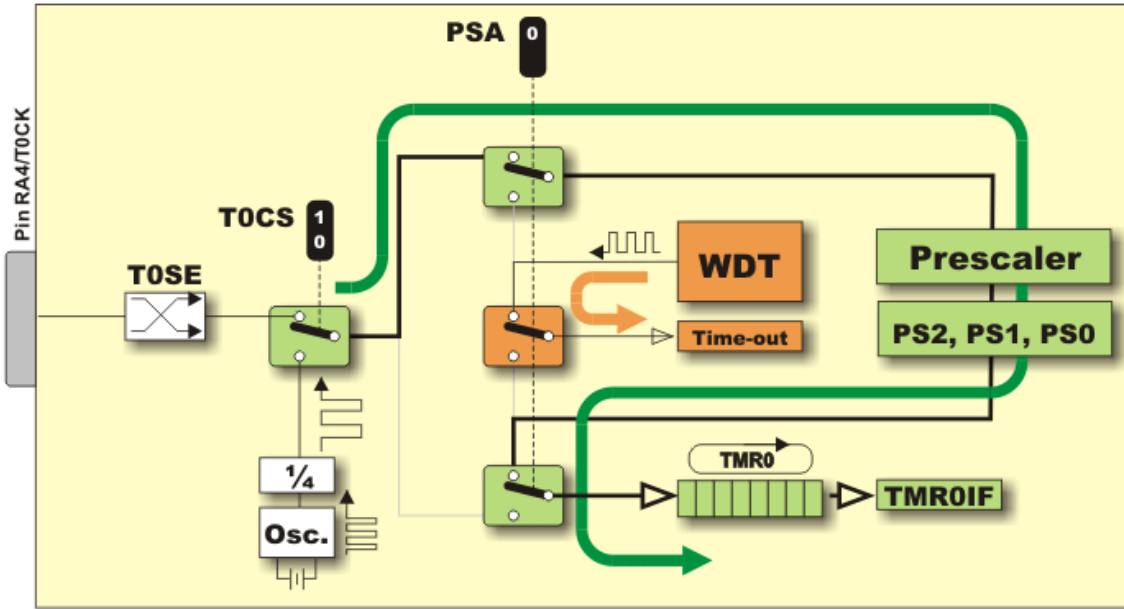 PSA
0
Pin RA4/T0CK
T0CS
1
0
T0SE
WDT
Prescaler
Time-out
PS2, PS1, PS0
¼
TMR0
TMR0IF
Osc.